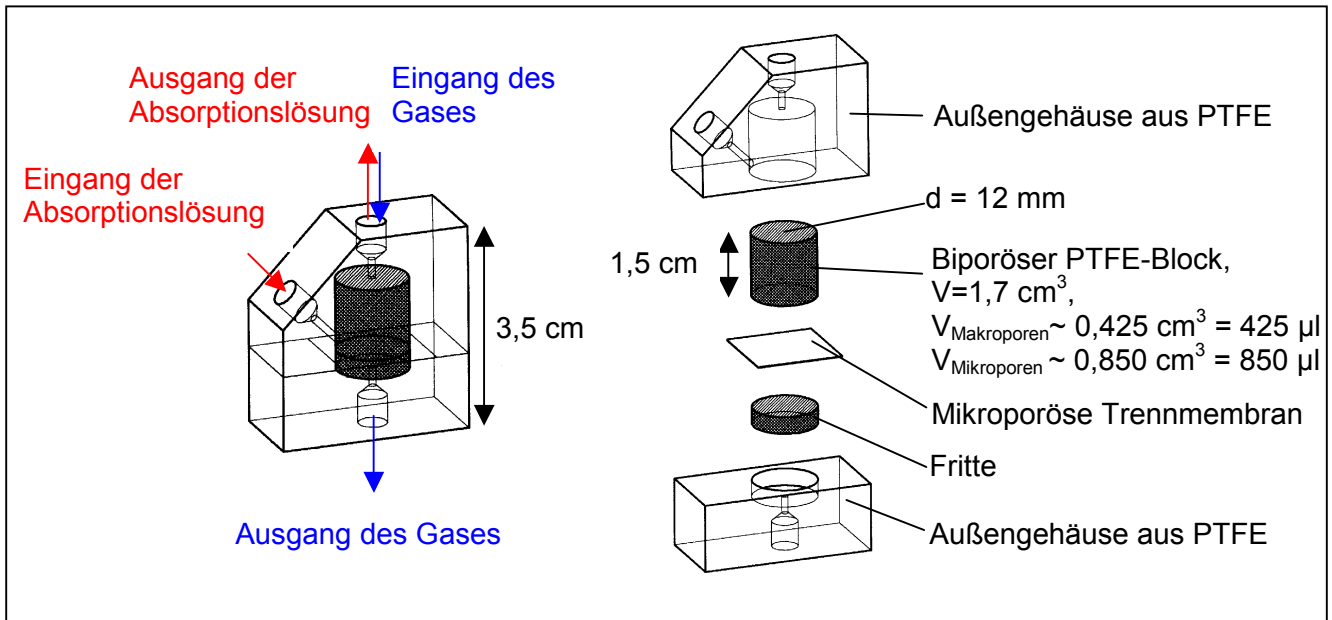 Ausgang der
Absorptionslösung
Eingang des
Gases
Eingang der
Absorptionslösung
3,5 cm
Ausgang des Gases
Außengehäuse aus PTFE
d = 12 mm
1,5 cm
Biporöser PTFE-Block,
V=1,7 cm³,
V_Makroporen ~ 0,425 cm³ = 425 µl
V_Mikroporen ~ 0,850 cm³ = 850 µl
Mikroporöse Trennmembran
Fritte
Außengehäuse aus PTFE